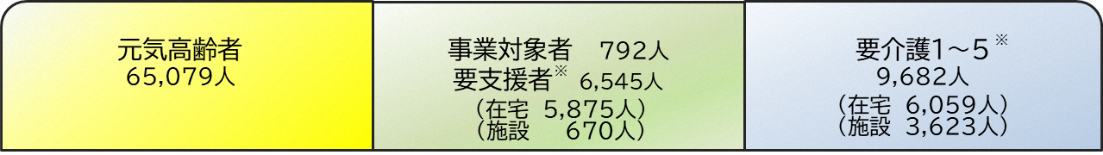 元気高齢者
65,079人
事業対象者　792人
要支援者※ 6,545人
（在宅 5,875人）
（施設　670人）
要介護1～5※
9,682人
（在宅 6,059人）
（施設 3,623人）